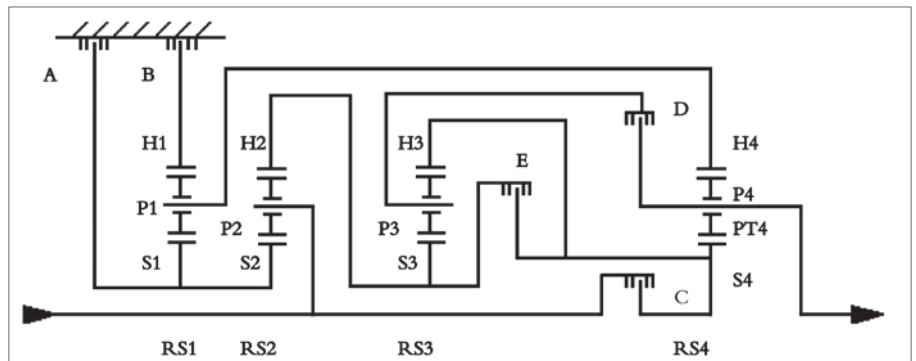 A B D
H1 H2 H3 E H4
P1 P2 P3 P4
PT4
S1 S2 S3 S4
C
RS1 RS2 RS3 RS4